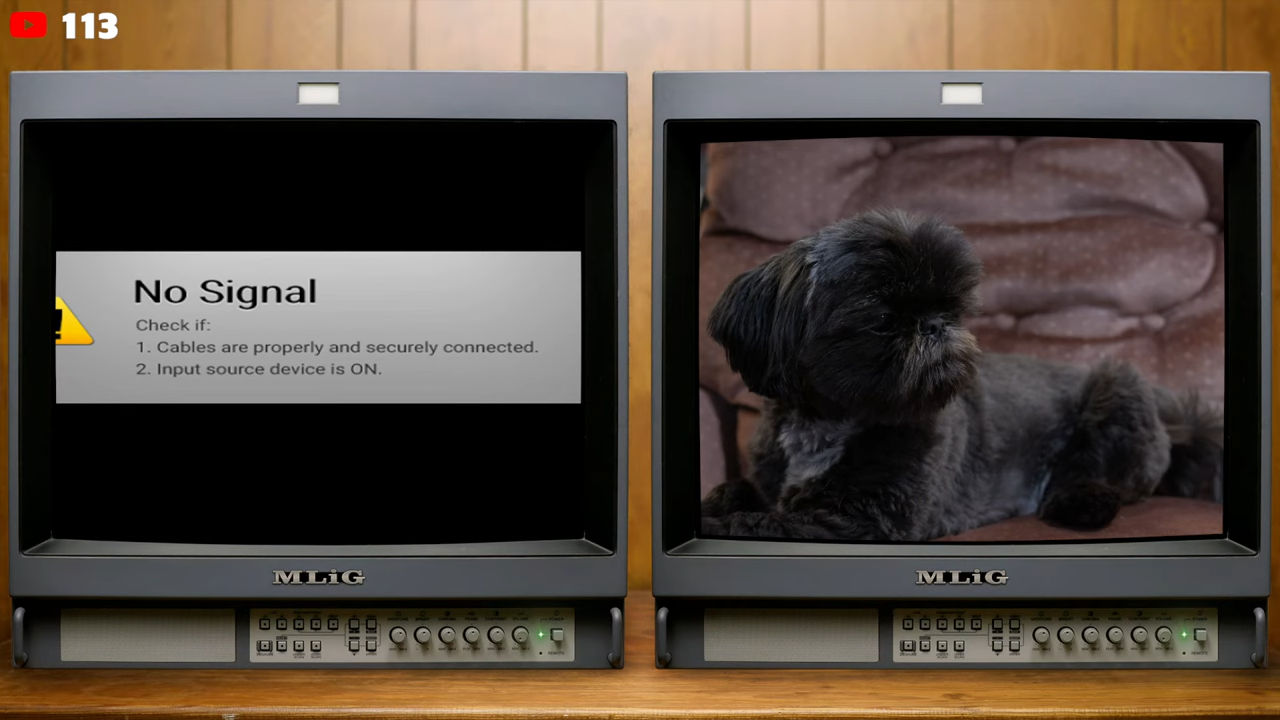 113
No Signal
Check if:
1. Cables are properly and securely connected.
2. Input source device is ON.
MLiG
MLiG